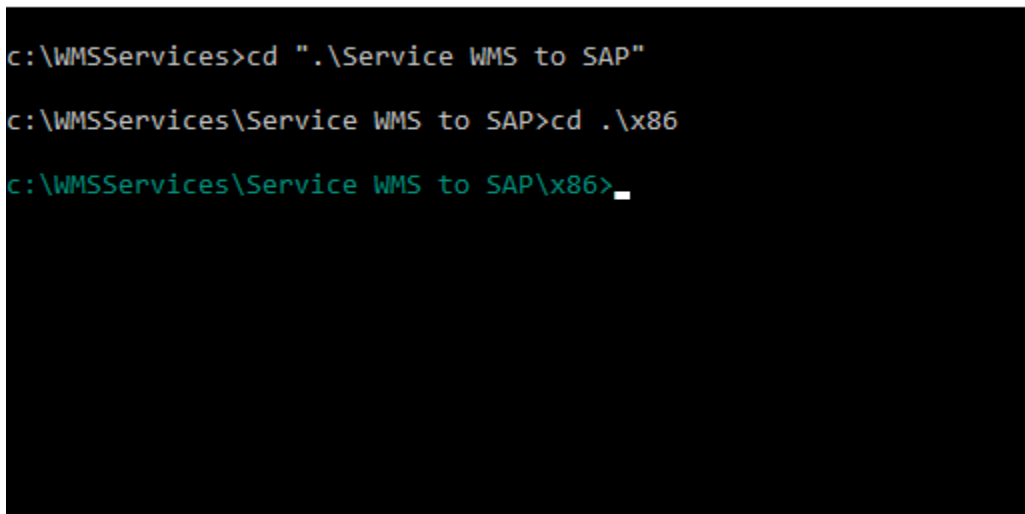 c:\WMSServices>cd ".\Service WMS to SAP"
c:\WMSServices\Service WMS to SAP>cd .\x86
c:\WMSServices\Service WMS to SAP\x86>